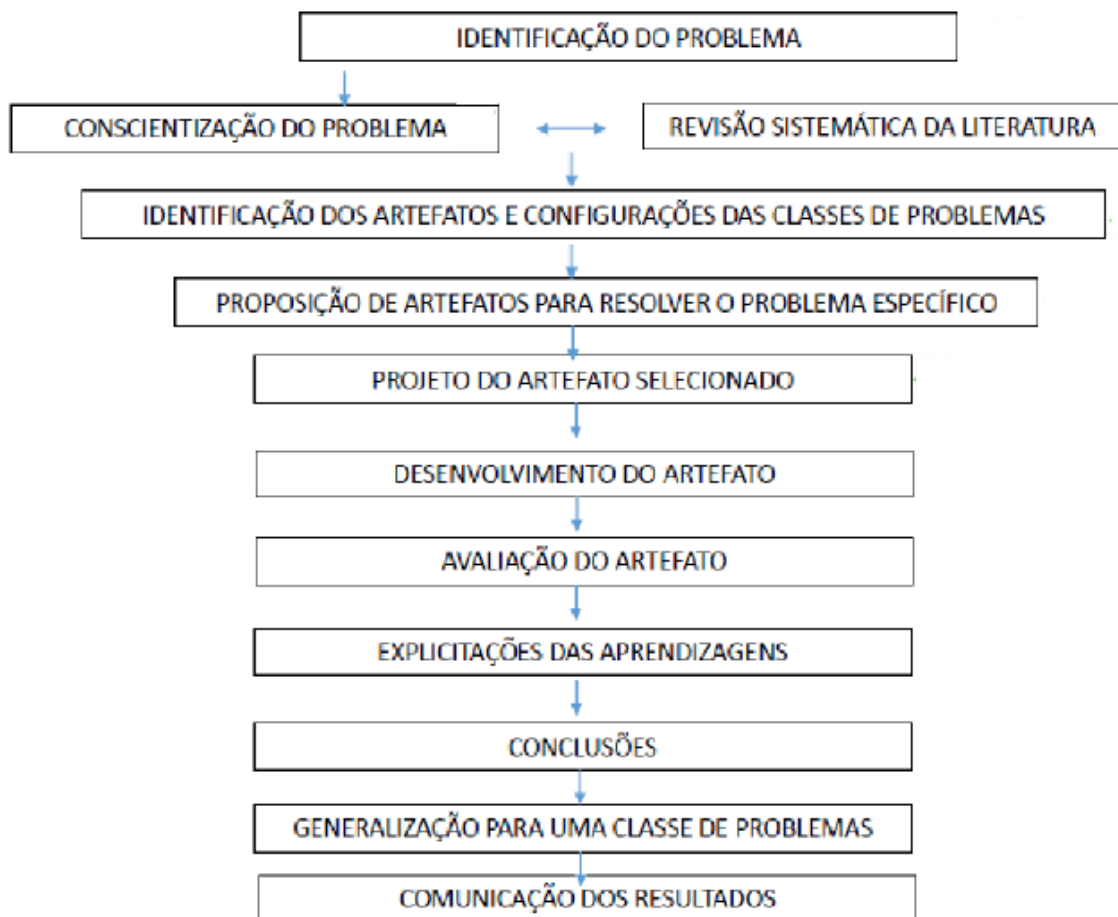 IDENTIFICAÇÃO DO PROBLEMA
CONSCIENTIZAÇÃO DO PROBLEMA
REVISÃO SISTEMÁTICA DA LITERATURA
IDENTIFICAÇÃO DOS ARTEFATOS E CONFIGURAÇÕES DAS CLASSES DE PROBLEMAS
PROPOSIÇÃO DE ARTEFATOS PARA RESOLVER O PROBLEMA ESPECÍFICO
PROJETO DO ARTEFATO SELECIONADO
DESENVOLVIMENTO DO ARTEFATO
AVALIAÇÃO DO ARTEFATO
EXPLICITAÇÕES DAS APRENDIZAGENS
CONCLUSÕES
GENERALIZAÇÃO PARA UMA CLASSE DE PROBLEMAS
COMUNICAÇÃO DOS RESULTADOS